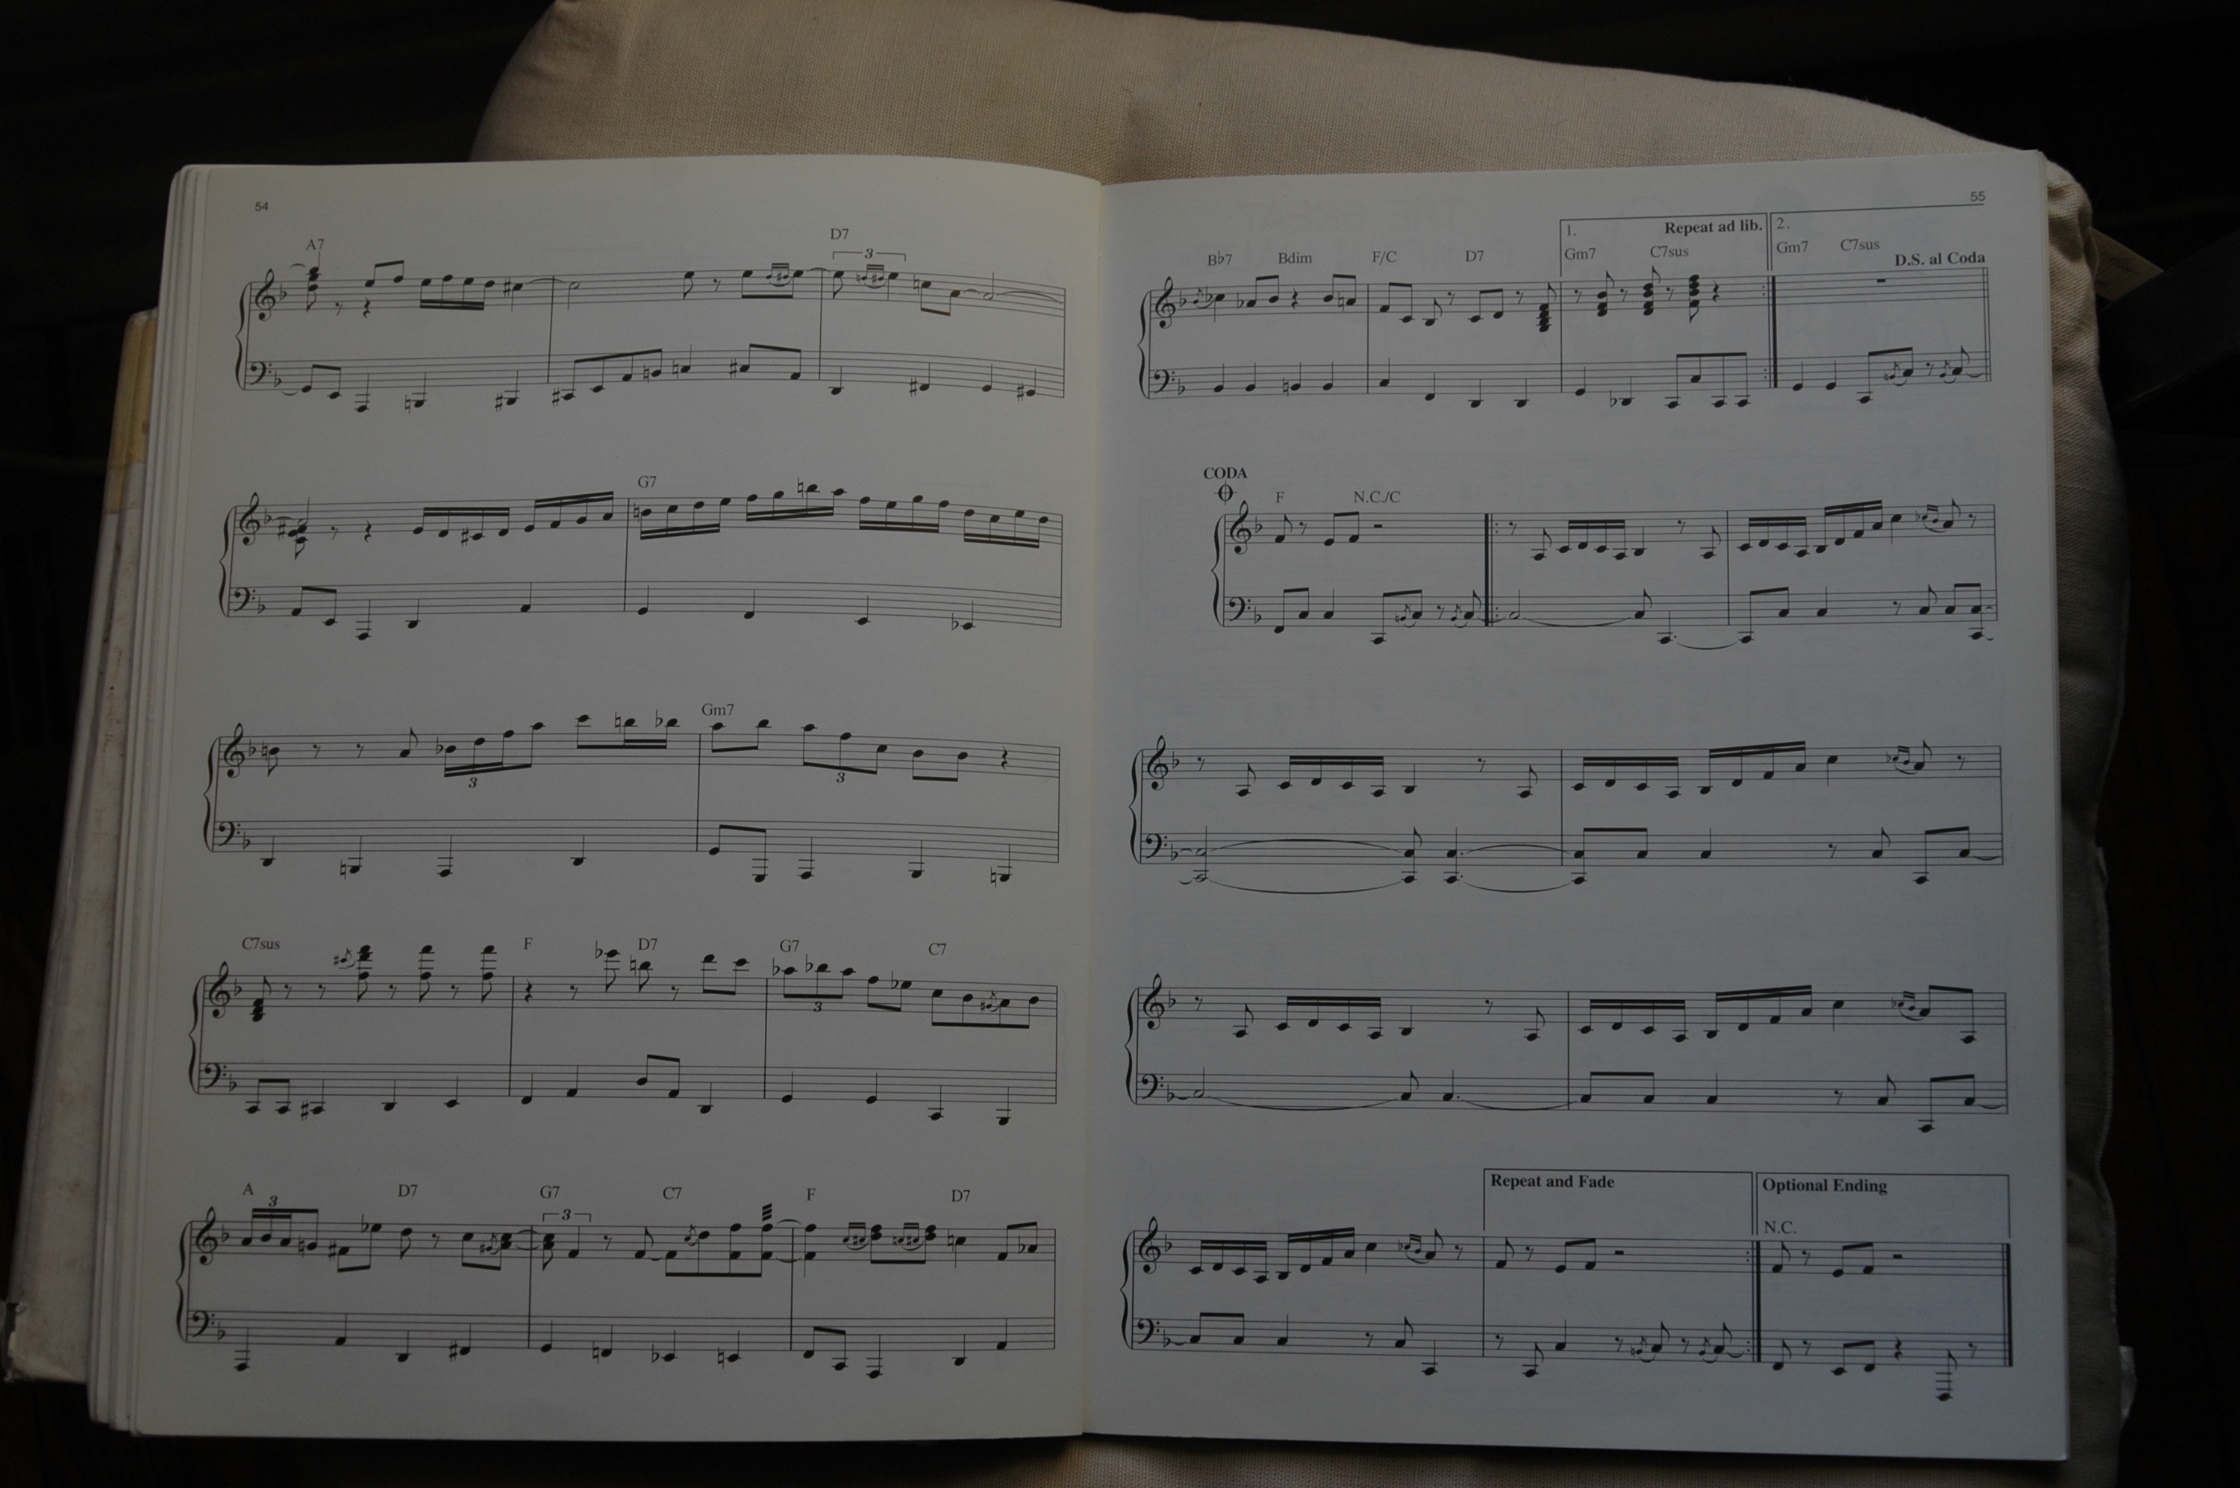 54
A7 D7
3
G7
Gm7
3 3
C7sus F D7 G7 C7
3
A D7 G7 C7 F D7
3 3
55
1. Repeat ad lib. 2.
B♭7 Bdim F/C D7 Gm7 C7sus Gm7 C7sus
D.S. al Coda
CODA
F N.C./C
Repeat and Fade Optional Ending
N.C.